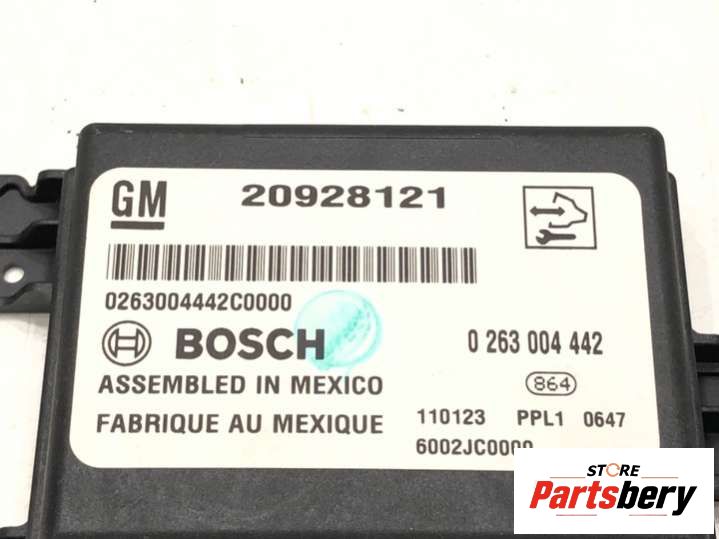 GM 20928121
0263004442C0000
BOSCH 0 263 004 442
ASSEMBLED IN MEXICO 864
FABRIQUE AU MEXIQUE 110123 PPL1 0647
STORE
Partsbery